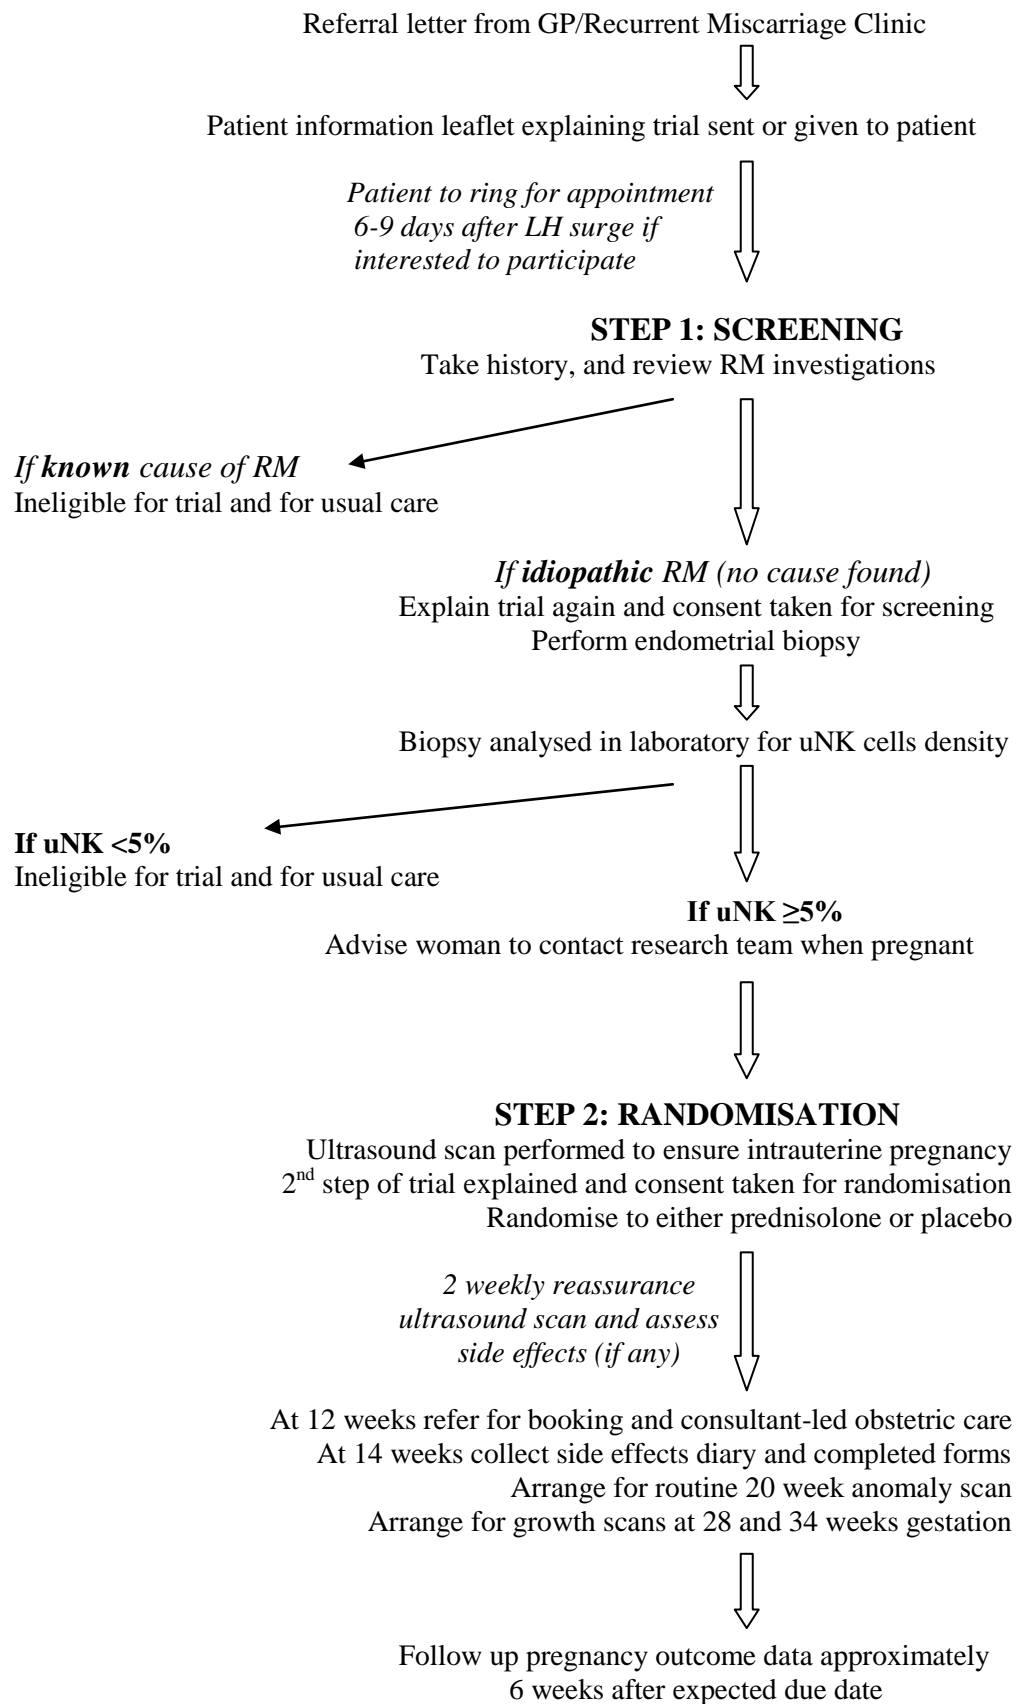 Referral letter from GP/Recurrent Miscarriage Clinic
Patient information leaflet explaining trial sent or given to patient
Patient to ring for appointment
6-9 days after LH surge if
interested to participate
STEP 1: SCREENING
Take history, and review RM investigations
If known cause of RM
Ineligible for trial and for usual care
If idiopathic RM (no cause found)
Explain trial again and consent taken for screening
Perform endometrial biopsy
Biopsy analysed in laboratory for uNK cells density
If uNK <5%
Ineligible for trial and for usual care
If uNK ≥5%
Advise woman to contact research team when pregnant
STEP 2: RANDOMISATION
Ultrasound scan performed to ensure intrauterine pregnancy
2nd step of trial explained and consent taken for randomisation
Randomise to either prednisolone or placebo
2 weekly reassurance
ultrasound scan and assess
side effects (if any)
At 12 weeks refer for booking and consultant-led obstetric care
At 14 weeks collect side effects diary and completed forms
Arrange for routine 20 week anomaly scan
Arrange for growth scans at 28 and 34 weeks gestation
Follow up pregnancy outcome data approximately
6 weeks after expected due date